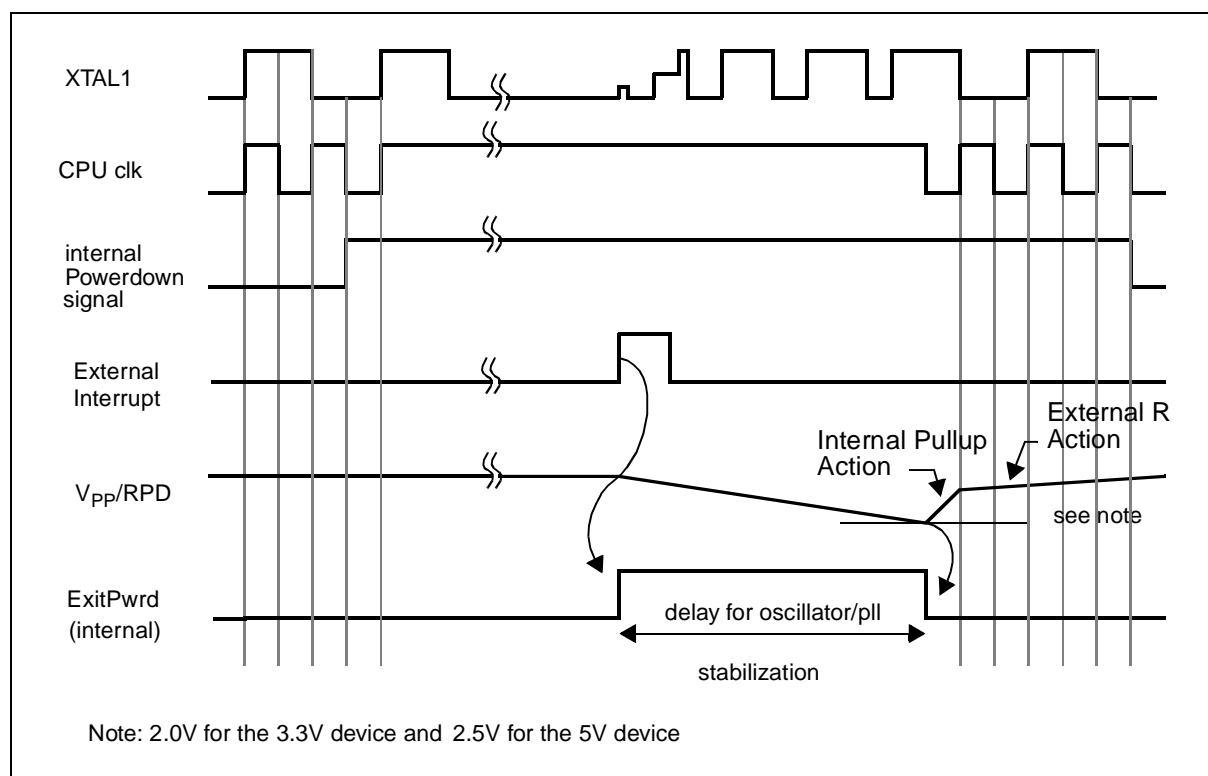 XTAL1
CPU clk
internal
Powerdown
signal
External
Interrupt
Internal Pullup
Action
External R
Action
VPP/RPD
see note
ExitPwrd
(internal)
delay for oscillator/pll
stabilization
Note: 2.0V for the 3.3V device and 2.5V for the 5V device